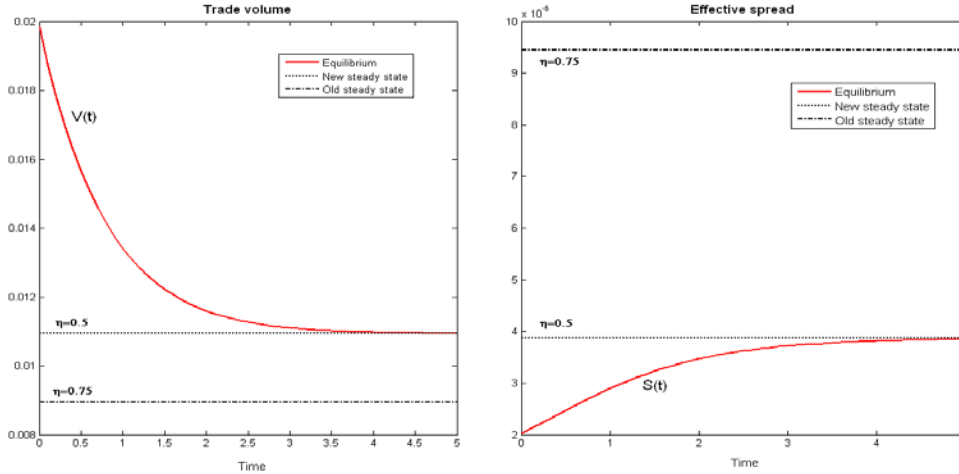 Trade volume
0.02
0.018
0.016
0.014
0.012
0.01
0.008
0
0.5
1
1.5
2
2.5
3
3.5
4
4.5
5
Time
Equilibrium
New steady state
Old steady state
V(t)
η=0.5
η=0.75
Effective spread
10 x 10⁻⁵
9
8
7
6
5
4
3
2
0
1
2
3
4
Time
η=0.75
Equilibrium
New steady state
Old steady state
η=0.5
S(t)